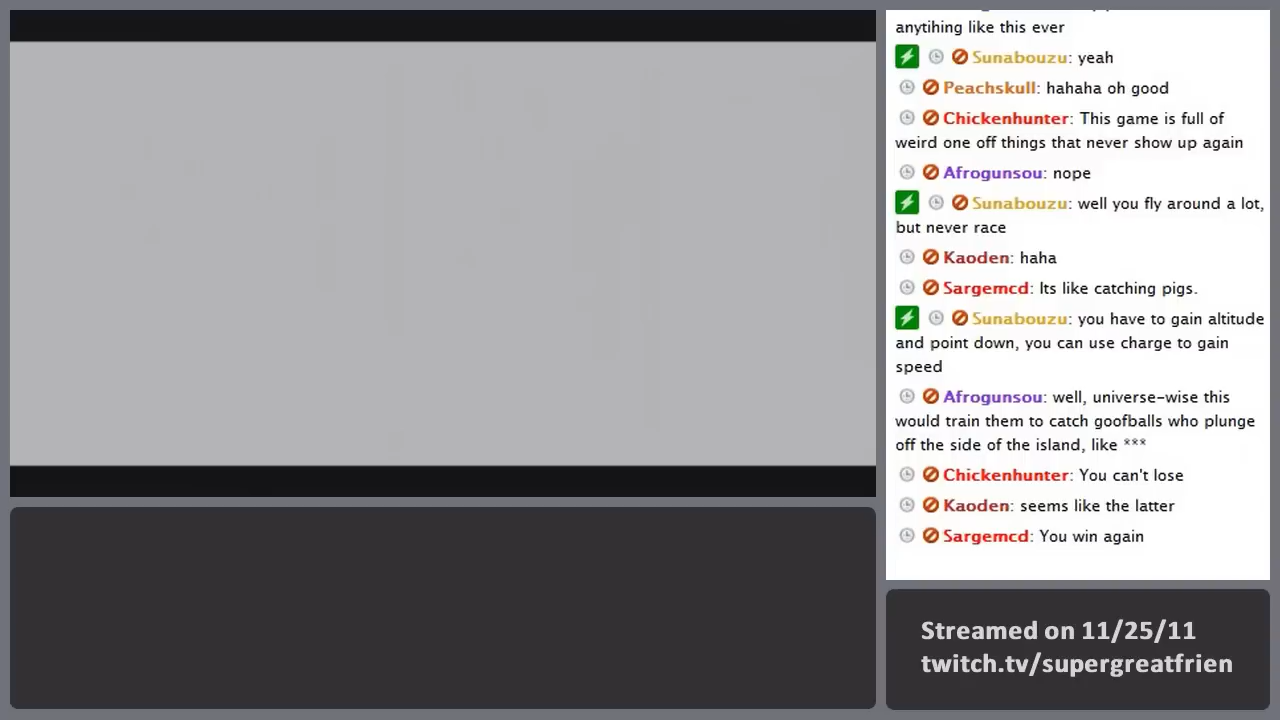 anything like this ever
Sunabouzu: yeah
Peachskull: hahaha oh good
Chickenhunter: This game is full of
weird one off things that never show up again
Afrogunsou: nope
Sunabouzu: well you fly around a lot,
but never race
Kaoden: haha
Sargemcd: Its like catching pigs.
Sunabouzu: you have to gain altitude
and point down, you can use charge to gain
speed
Afrogunsou: well, universe-wise this
would train them to catch goofballs who plunge
off the side of the island, like ***
Chickenhunter: You can't lose
Kaoden: seems like the latter
Sargemcd: You win again
Streamed on 11/25/11
twitch.tv/supergreatfrien